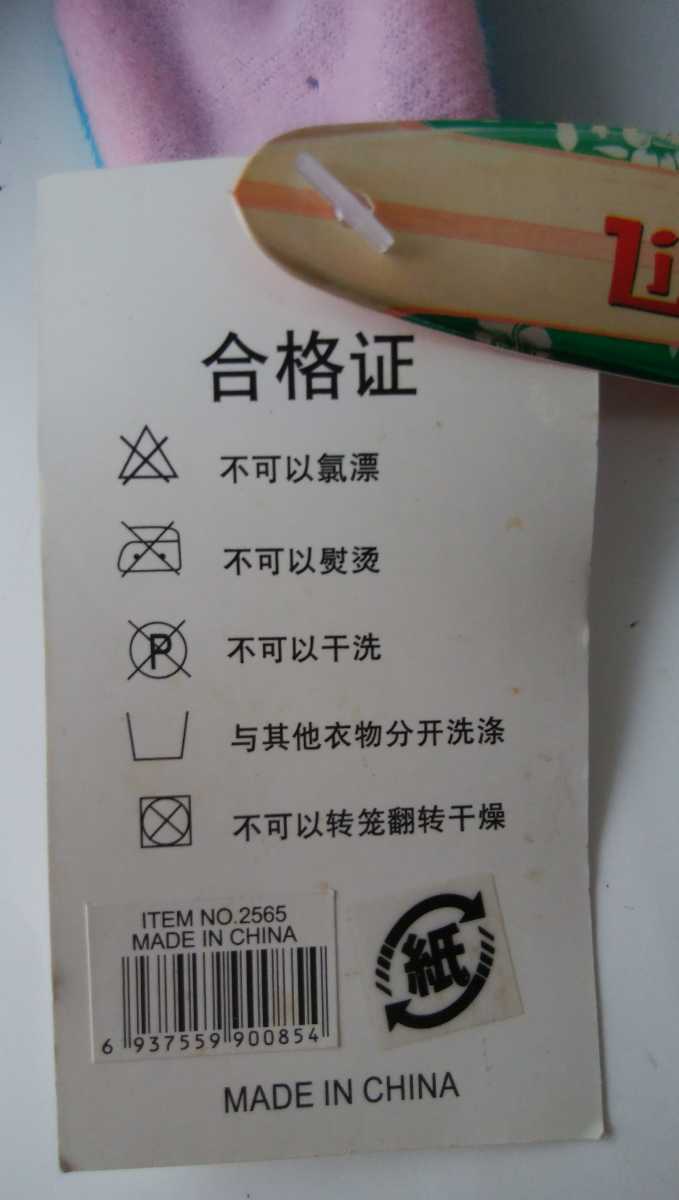 Li
合格证
不可以氯漂
不可以熨烫
P
不可以干洗
与其他衣物分开洗涤
不可以转笼翻转干燥
ITEM NO.2565
MADE IN CHINA
6 937559 900854
紙
MADE IN CHINA